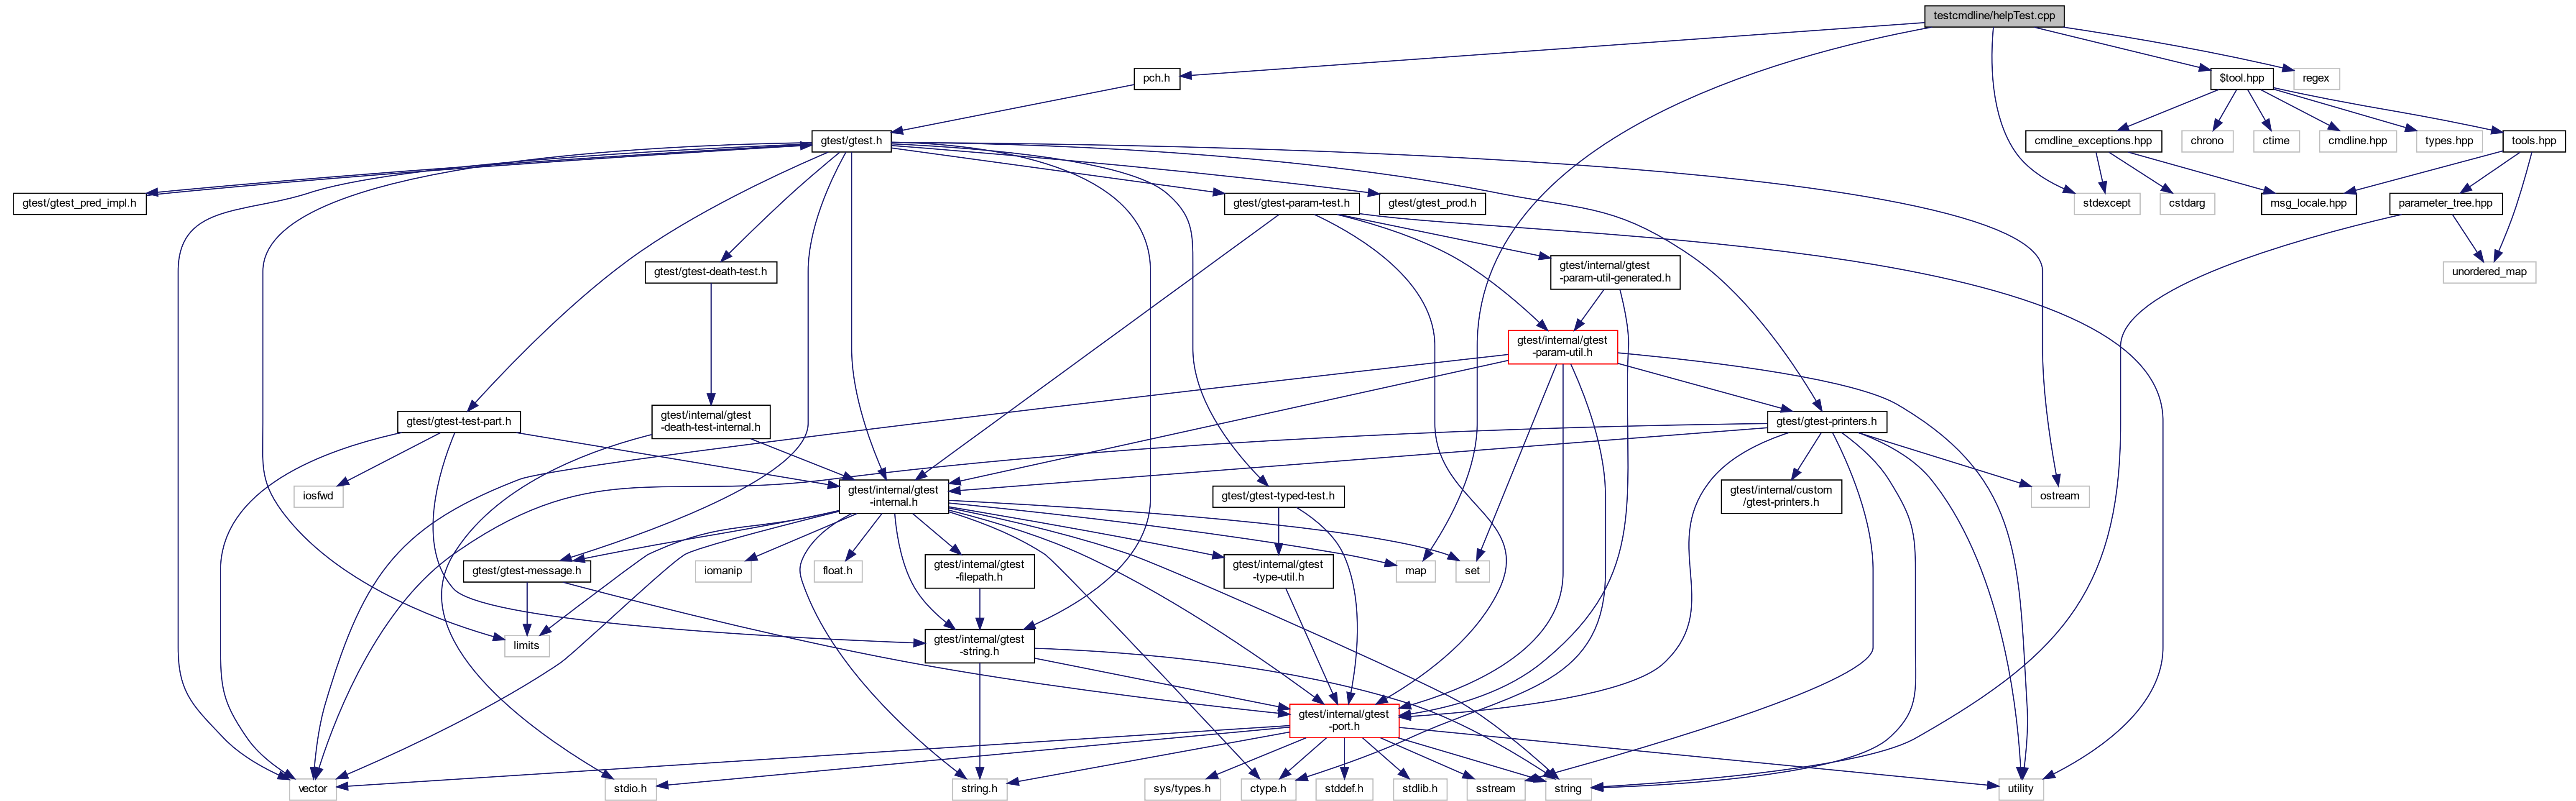 testcmdline/helpTest.cpp
pch.h
$tool.hpp
regex
gtest/gtest.h
cmdline_exceptions.hpp
chrono
ctime
cmdline.hpp
types.hpp
tools.hpp
gtest/gtest_pred_impl.h
gtest/gtest-param-test.h
gtest/gtest_prod.h
stdexcept
cstdarg
msg_locale.hpp
parameter_tree.hpp
gtest/gtest-death-test.h
gtest/internal/gtest
-param-util-generated.h
unordered_map
gtest/internal/gtest
-param-util.h
gtest/gtest-test-part.h
gtest/internal/gtest
-death-test-internal.h
gtest/gtest-printers.h
iosfwd
gtest/internal/gtest
-internal.h
gtest/gtest-typed-test.h
gtest/internal/custom
/gtest-printers.h
ostream
gtest/gtest-message.h
iomanip
float.h
gtest/internal/gtest
-filepath.h
gtest/internal/gtest
-type-util.h
map
set
limits
gtest/internal/gtest
-string.h
gtest/internal/gtest
-port.h
vector
stdio.h
string.h
sys/types.h
ctype.h
stddef.h
stdlib.h
sstream
string
utility